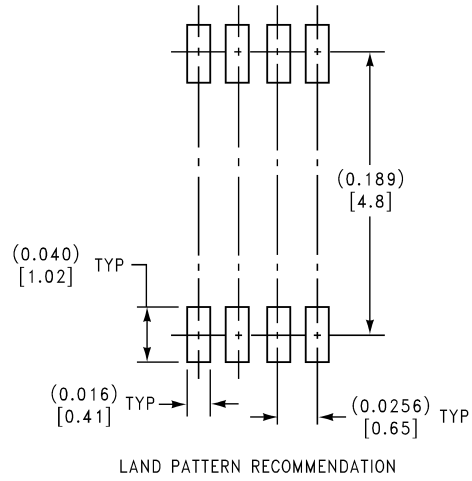 (0.189)
[4.8]
(0.040)
[1.02] TYP
(0.016)
[0.41] TYP
(0.0256)
[0.65] TYP
LAND PATTERN RECOMMENDATION